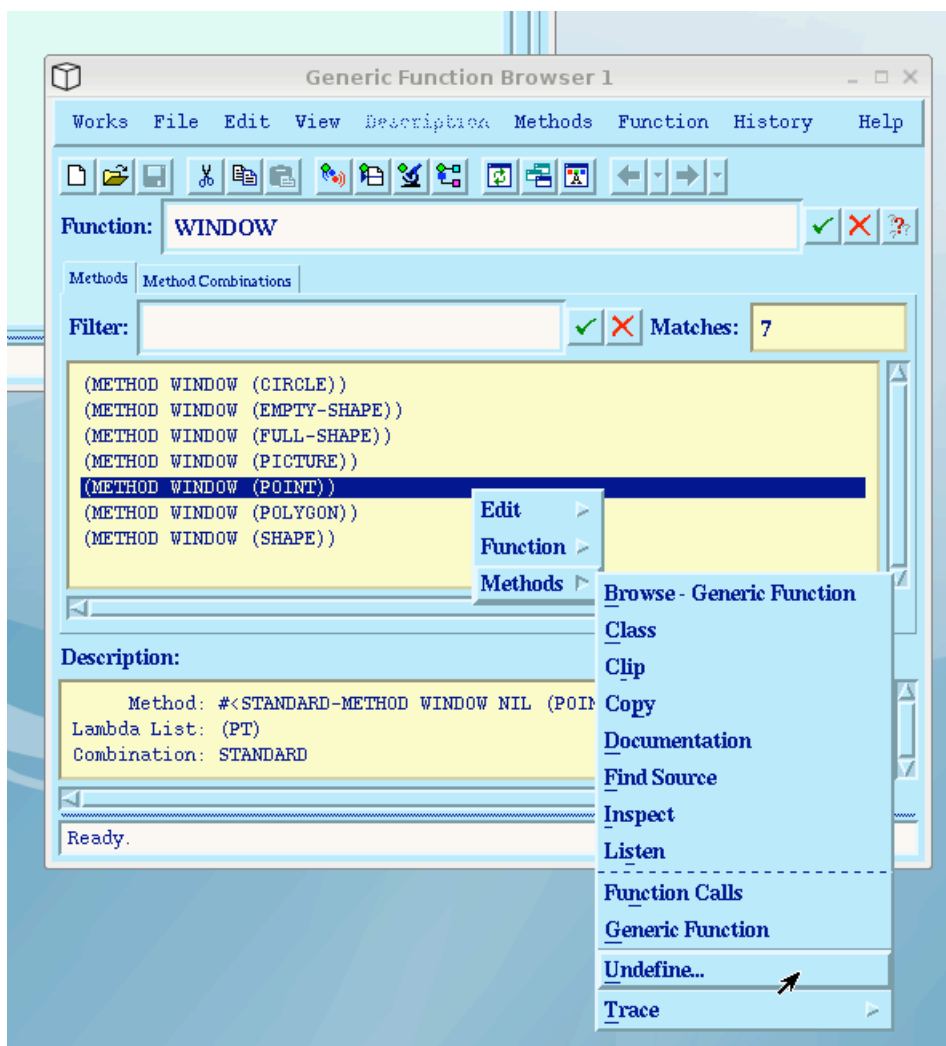 Generic Function Browser 1
Works File Edit View Description Methods Function History Help
Function: WINDOW
Methods Method Combinations
Filter: Matches: 7
(METHOD WINDOW (CIRCLE))
(METHOD WINDOW (EMPTY-SHAPE))
(METHOD WINDOW (FULL-SHAPE))
(METHOD WINDOW (PICTURE))
(METHOD WINDOW (POINT))
(METHOD WINDOW (POLYGON))
(METHOD WINDOW (SHAPE))
Edit
Function
Methods
Browse - Generic Function
Class
Clip
Copy
Documentation
Find Source
Inspect
Listen
Function Calls
Generic Function
Undefine...
Trace
Description:
Method: #<STANDARD-METHOD WINDOW NIL (POIN
Lambda List: (PT)
Combination: STANDARD
Ready.